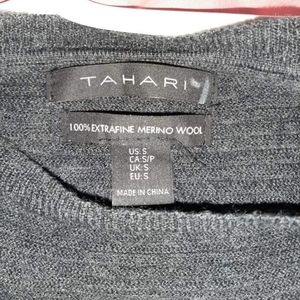 TAHARI
100% EXTRAFINE MERINO WOOL
US: S
CA: S/P
UK: S
EU: S
MADE IN CHINA